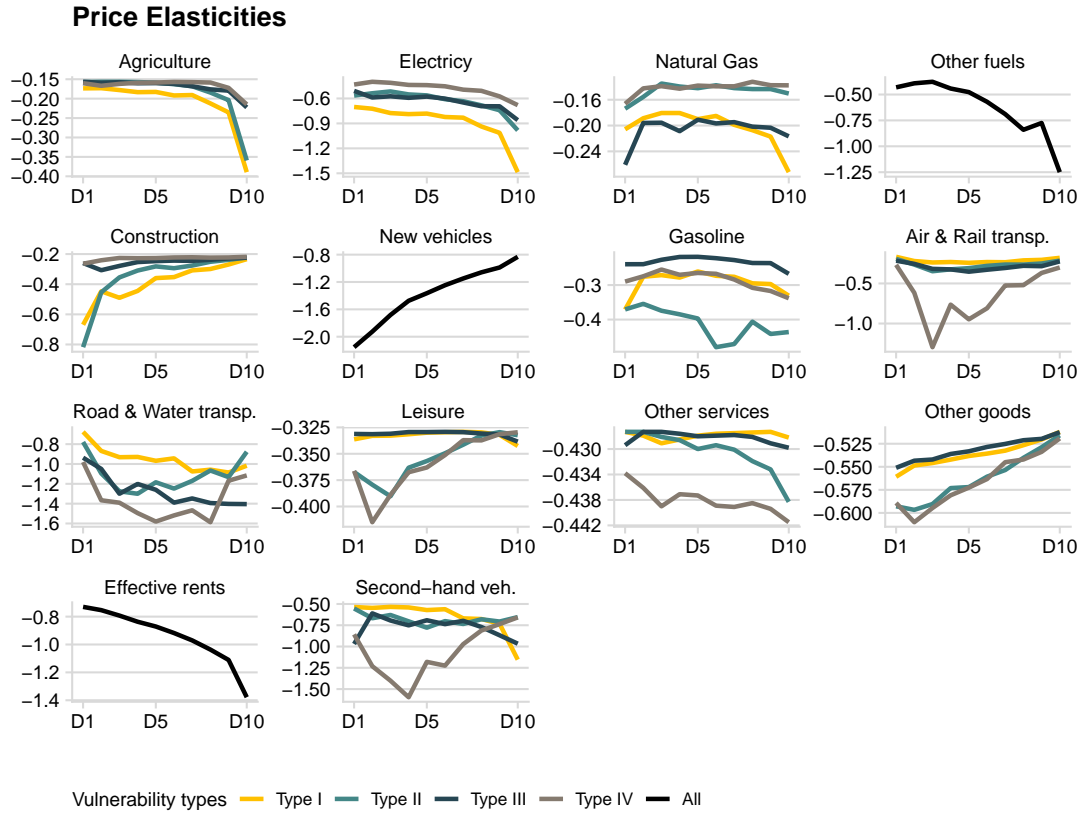 Price Elasticities
Agriculture Electricy Natural Gas Other fuels
−0.15 −0.20 −0.25 −0.30 −0.35 −0.40
−0.6 −0.9 −1.2 −1.5
−0.16 −0.20 −0.24
−0.50 −0.75 −1.00 −1.25
D1 D5 D10 D1 D5 D10 D1 D5 D10 D1 D5 D10
Construction New vehicles Gasoline Air & Rail transp.
−0.2 −0.4 −0.6 −0.8
−0.8 −1.2 −1.6 −2.0
−0.3 −0.4
−0.5 −1.0
D1 D5 D10 D1 D5 D10 D1 D5 D10 D1 D5 D10
Road & Water transp. Leisure Other services Other goods
−0.8 −1.0 −1.2 −1.4 −1.6
−0.325 −0.350 −0.375 −0.400
−0.430 −0.434 −0.438 −0.442
−0.525 −0.550 −0.575 −0.600
D1 D5 D10 D1 D5 D10 D1 D5 D10 D1 D5 D10
Effective rents Second−hand veh.
−0.8 −1.0 −1.2 −1.4
−0.50 −0.75 −1.00 −1.25 −1.50
D1 D5 D10 D1 D5 D10
Vulnerability types Type I Type II Type III Type IV All